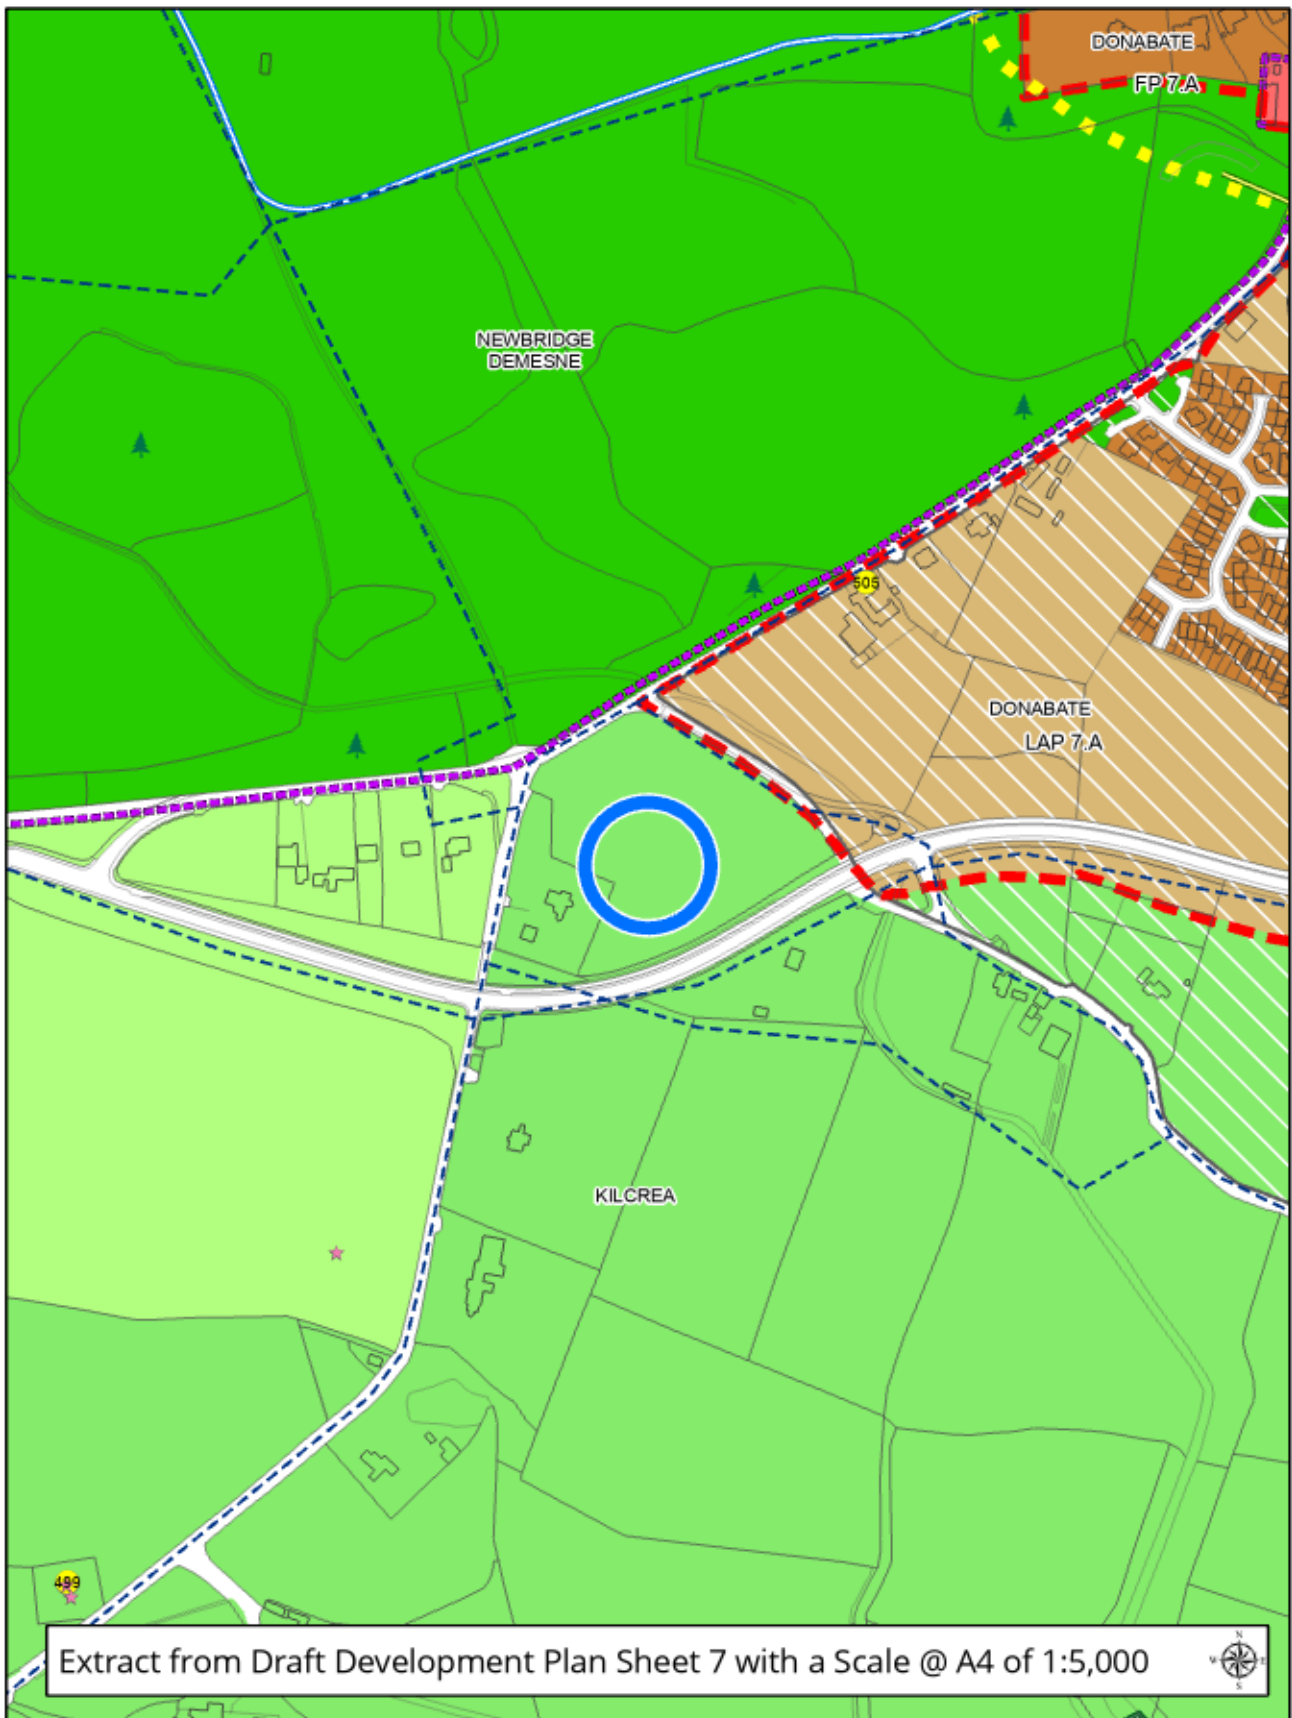 DONABATE
FP 7.A
NEWBRIDGE
DEMESNE
505
DONABATE
LAP 7.A
KILCREA
499
Extract from Draft Development Plan Sheet 7 with a Scale @ A4 of 1:5,000
N
W
E
S